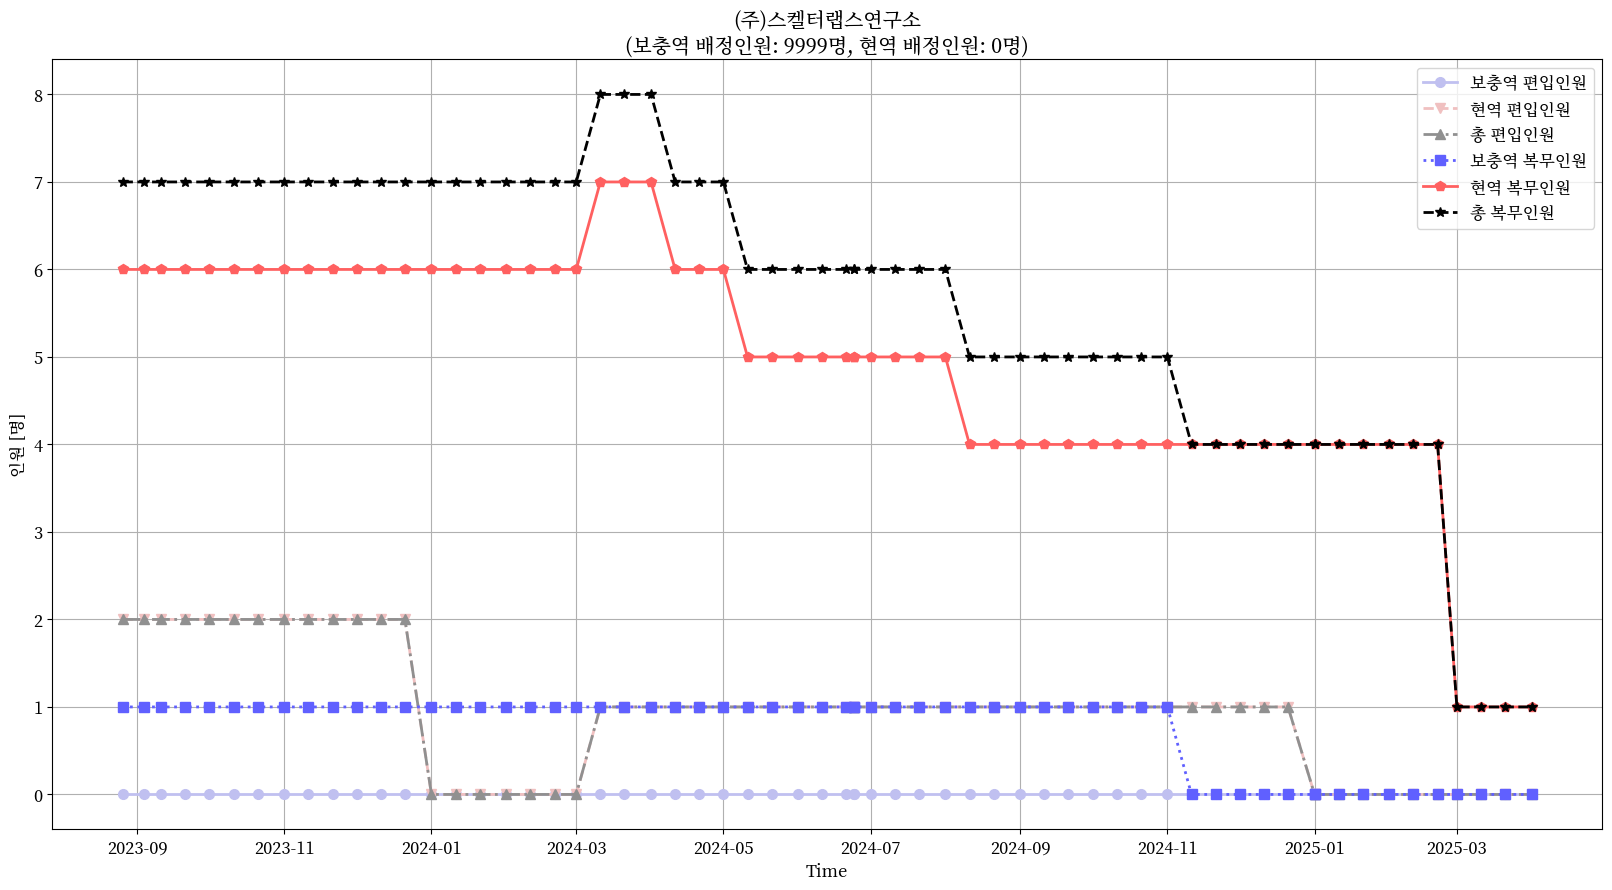 (주)스켈터랩스연구소
(보충역 배정인원: 9999명, 현역 배정인원: 0명)
보충역 편입인원
현역 편입인원
총 편입인원
보충역 복무인원
현역 복무인원
총 복무인원
인원 [명]
8
7
6
5
4
3
2
1
0
2023-09 2023-11 2024-01 2024-03 2024-05 2024-07 2024-09 2024-11 2025-01 2025-03
Time